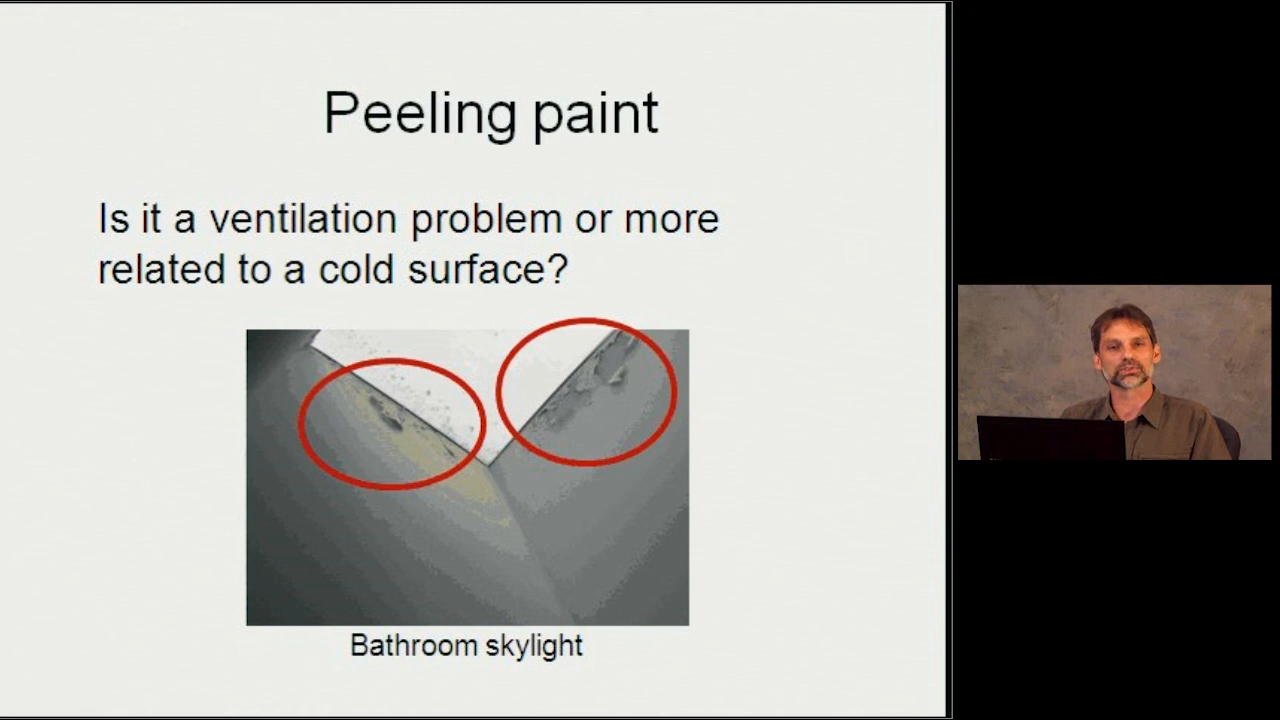 Peeling paint
Is it a ventilation problem or more
related to a cold surface?
Bathroom skylight